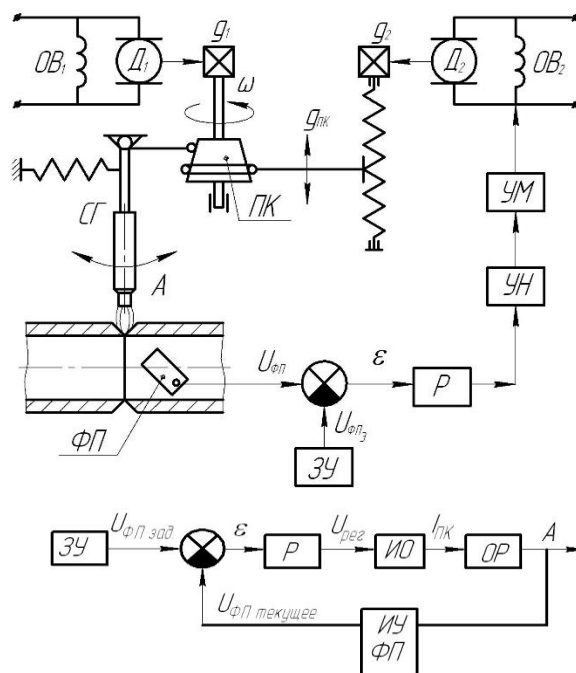 ОВ₁
Д₁
g₁
g₂
Д₂
ОВ₂
ω
gпк
СГ
ПК
А
УМ
УН
Uфп
ε
Р
Uфпз
ФП
ЗУ
ЗУ
Uфп зад.
ε
Р
Uрег
ИО
lпк
ОР
А
Uфп текущее
ИУ
ФП